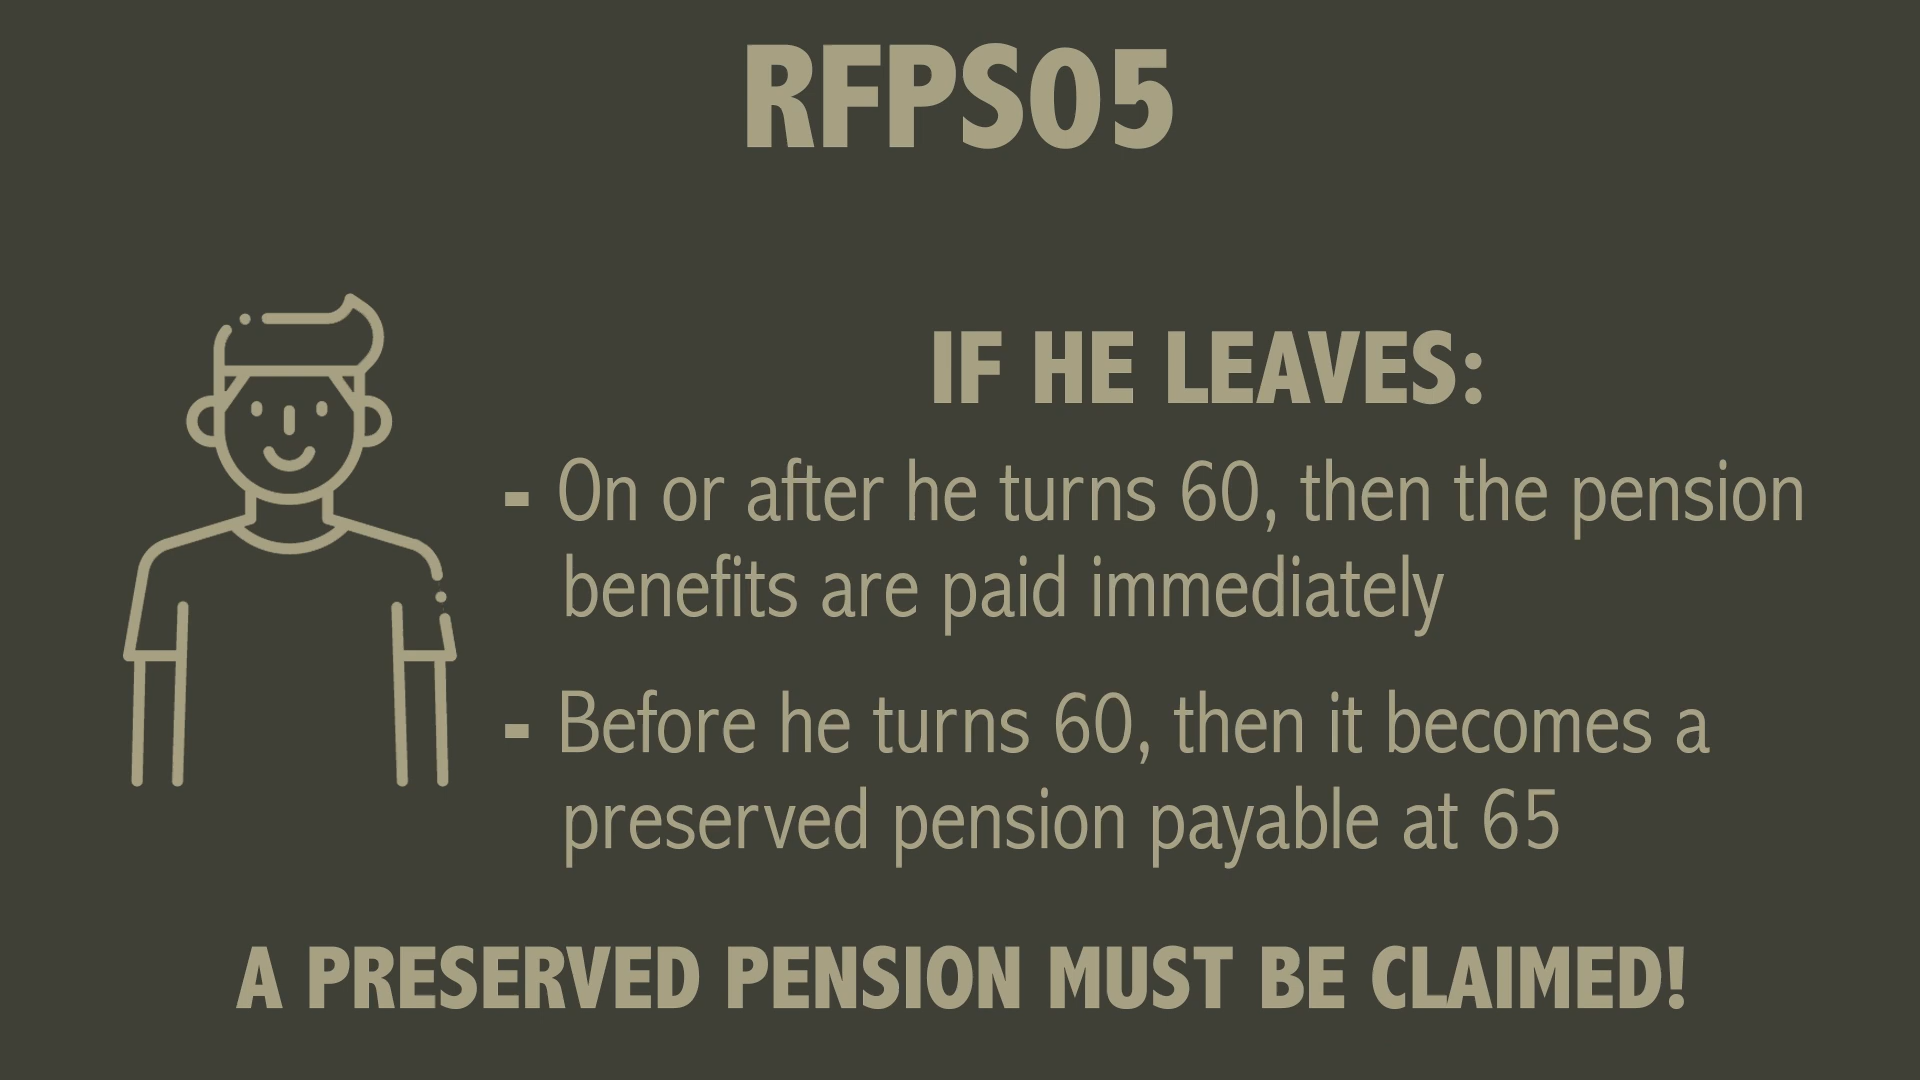 RFPS05
IF HE LEAVES:
- On or after he turns 60, then the pension
benefits are paid immediately
- Before he turns 60, then it becomes a
preserved pension payable at 65
A PRESERVED PENSION MUST BE CLAIMED!